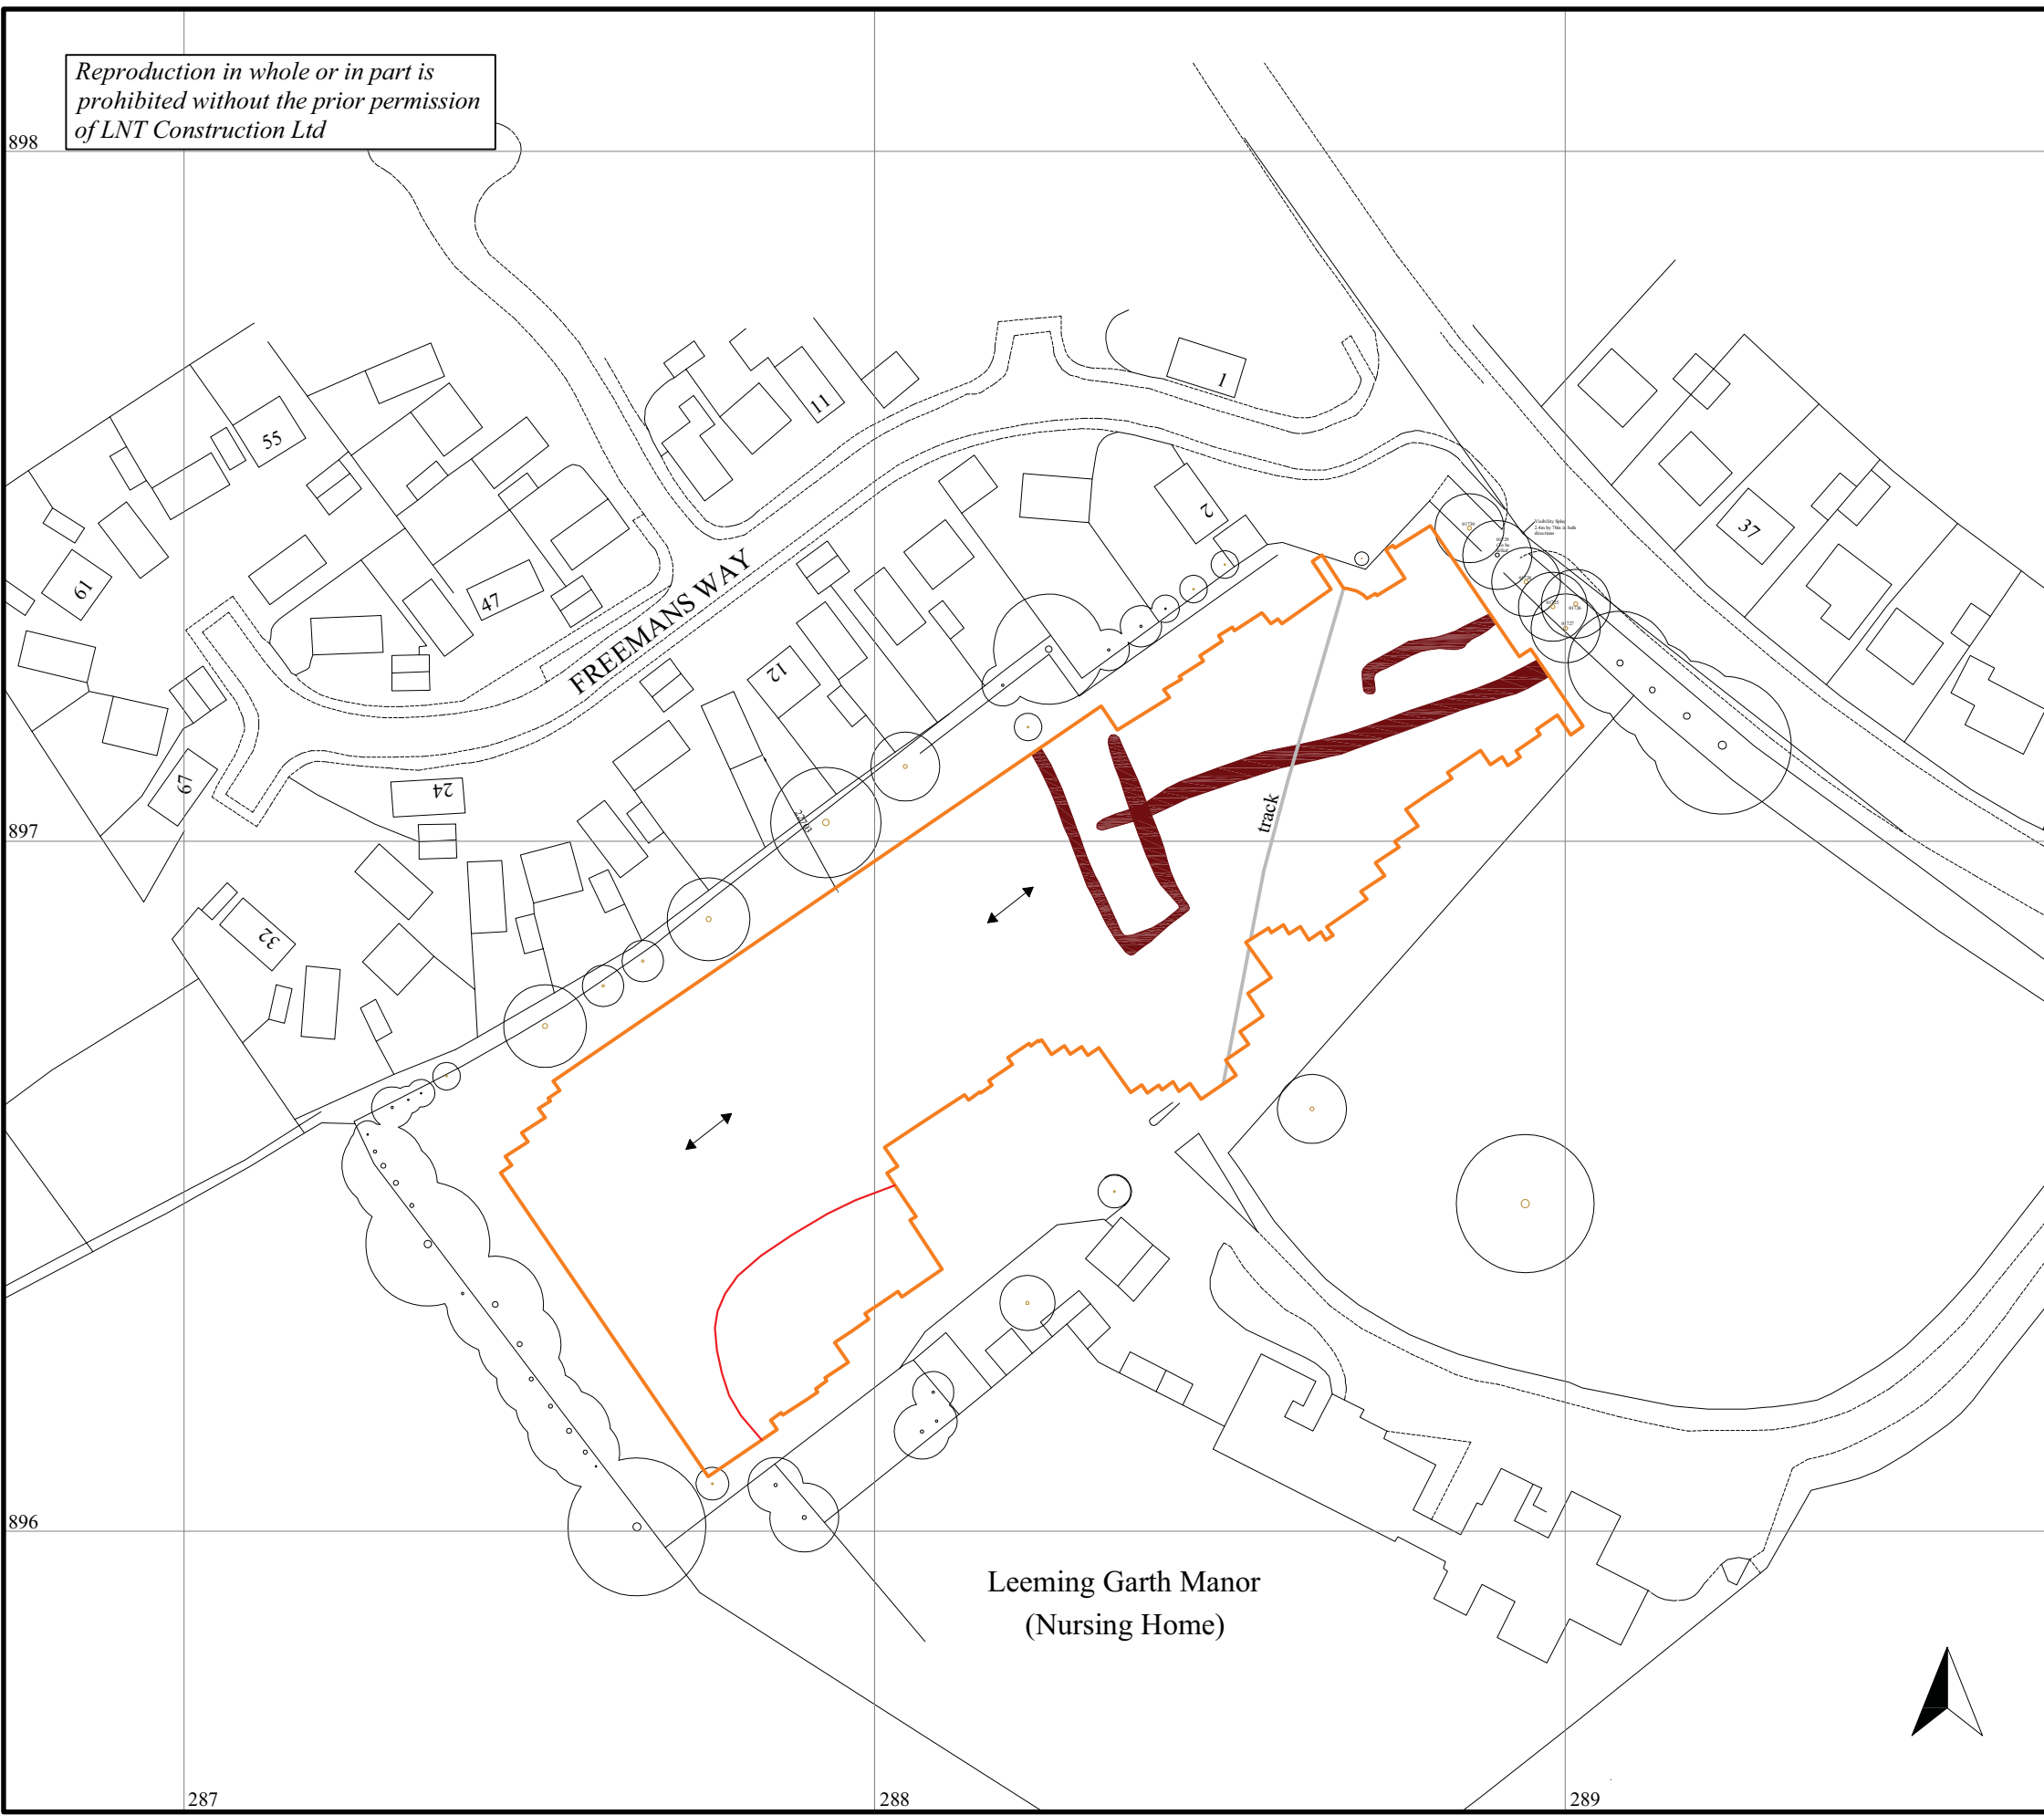 Reproduction in whole or in part is
prohibited without the prior permission
of LNT Construction Ltd
898
1
11
55
2
37
61
47
FREEMANS WAY
12
67
24
track
897
32
896
Leeming Garth Manor
(Nursing Home)
287
288
289